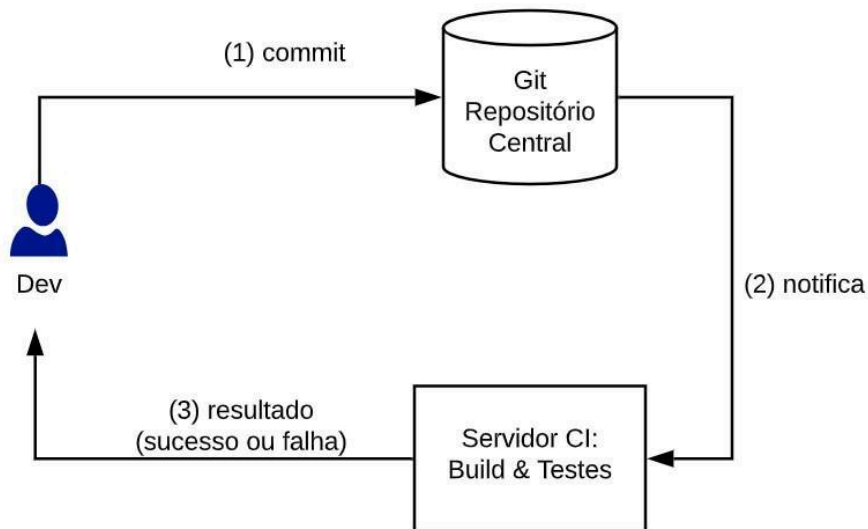 (1) commit
Git
Repositório
Central
Dev
(2) notifica
(3) resultado
(sucesso ou falha)
Servidor CI:
Build & Testes